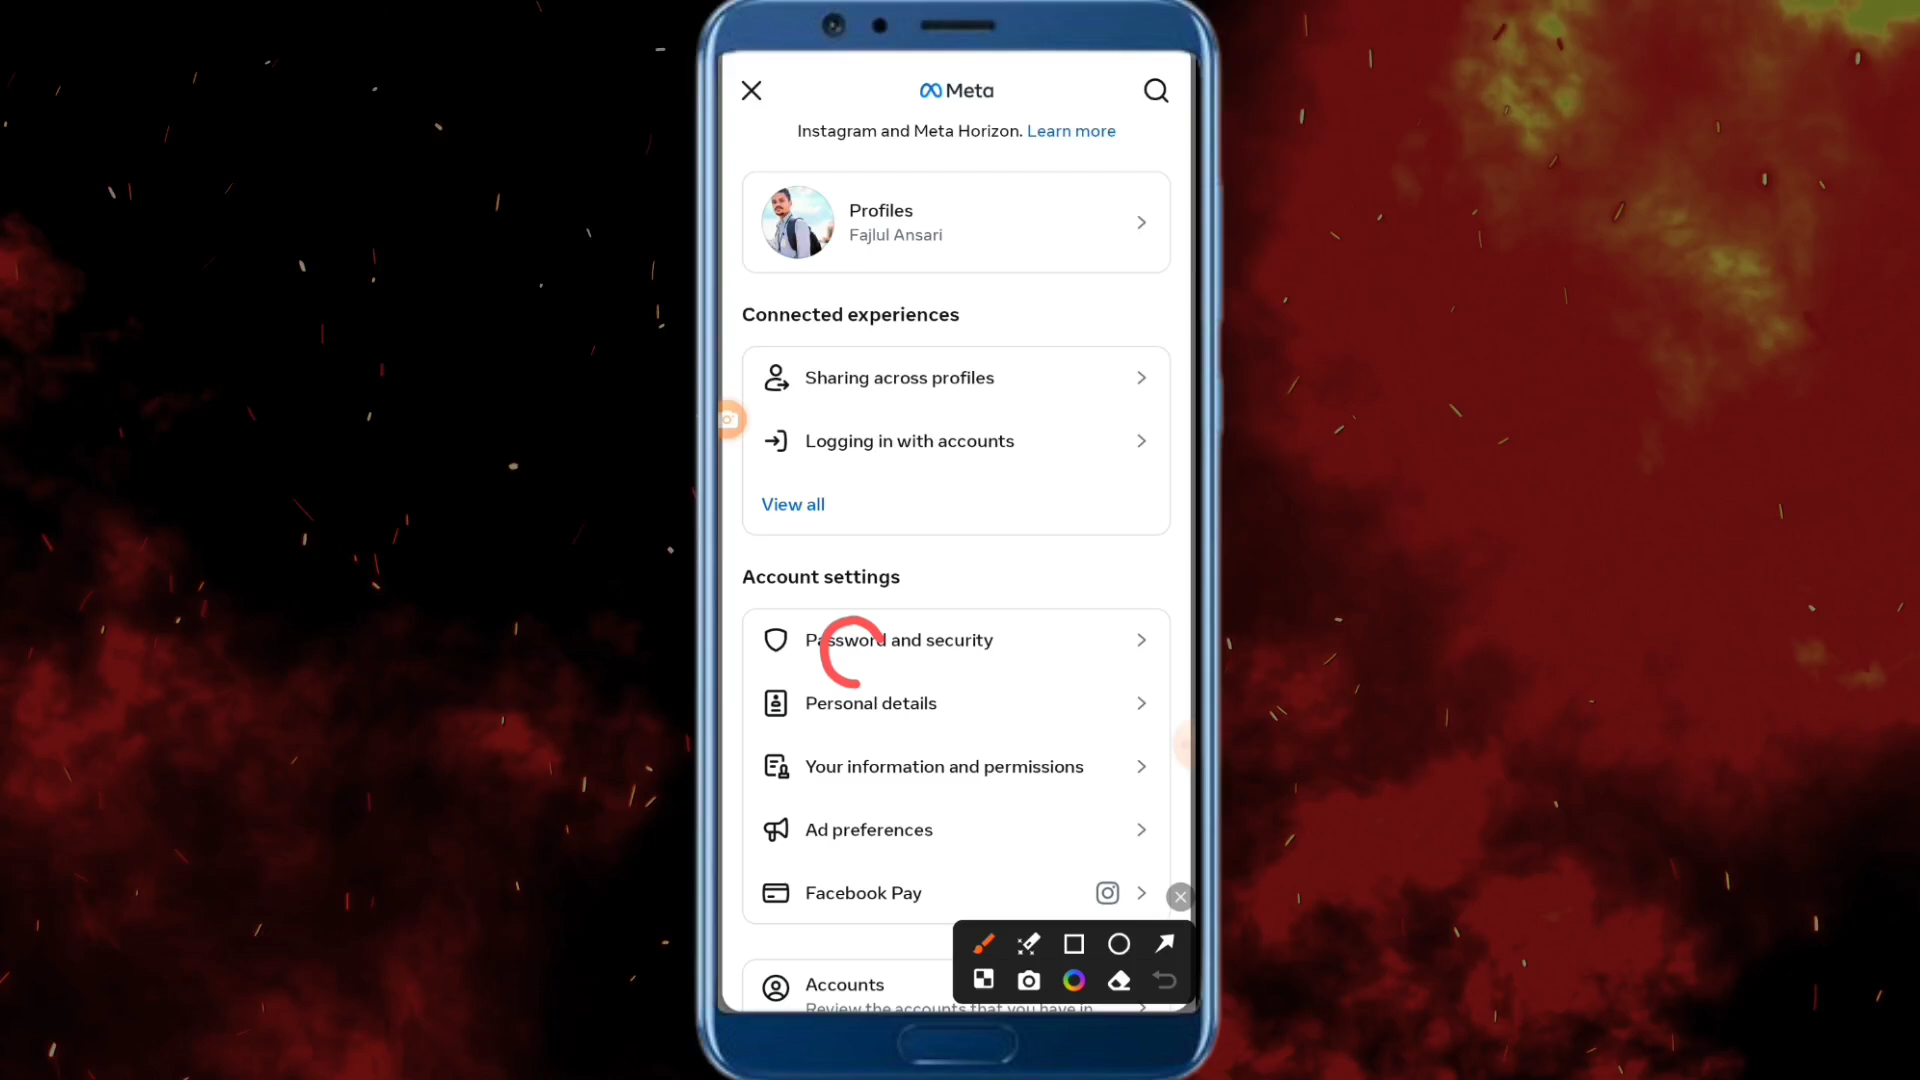 Meta
Instagram and Meta Horizon. Learn more
Profiles
Fajlul Ansari
Connected experiences
Sharing across profiles
Logging in with accounts
View all
Account settings
Password and security
Personal details
Your information and permissions
Ad preferences
Facebook Pay
Accounts
Review the accounts that you have in